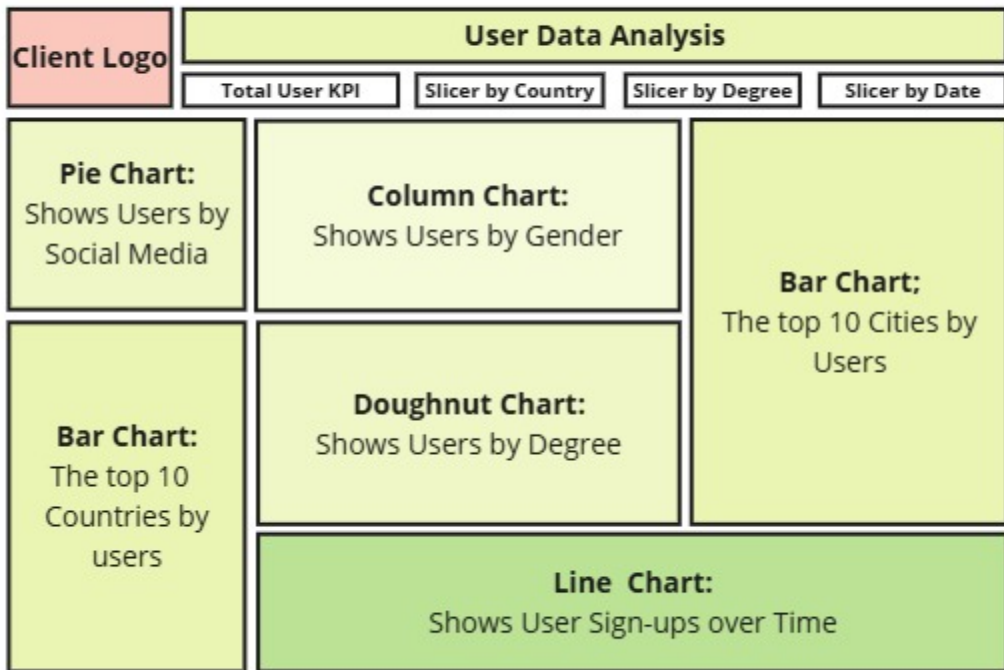 Client Logo
User Data Analysis
Total User KPI
Slicer by Country
Slicer by Degree
Slicer by Date
Pie Chart:
Shows Users by
Social Media
Column Chart:
Shows Users by Gender
Bar Chart;
The top 10 Cities by
Users
Bar Chart:
The top 10
Countries by
users
Doughnut Chart:
Shows Users by Degree
Line Chart:
Shows User Sign-ups over Time